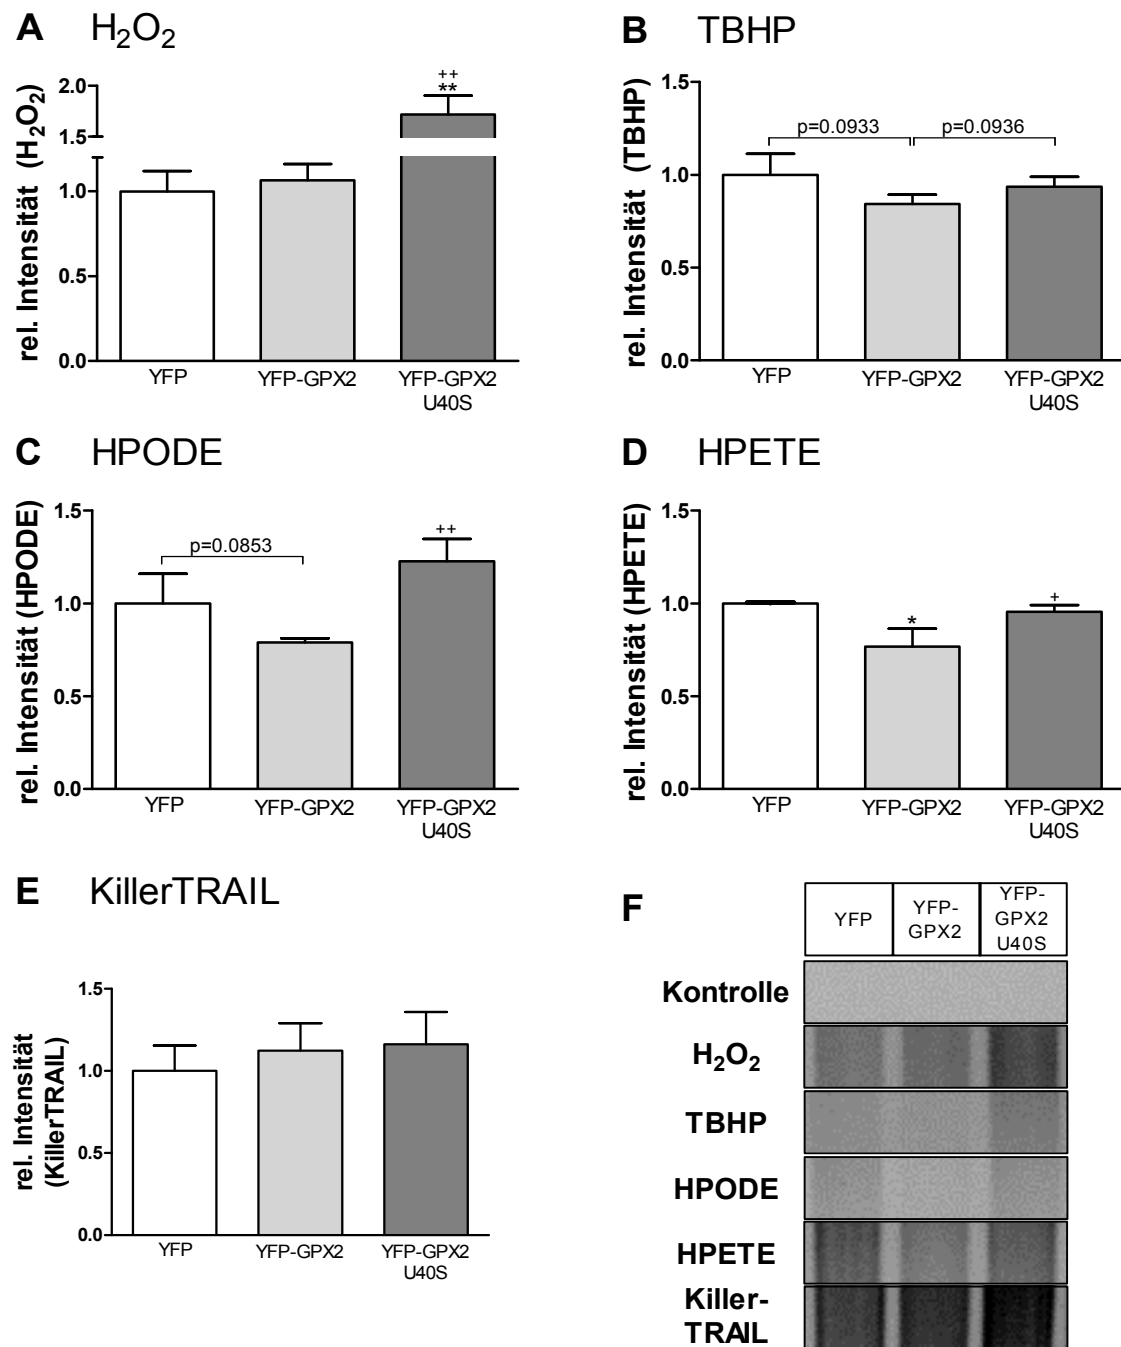 A H₂O₂
rel. Intensität (H₂O₂)
2.0
1.5
1.0
0.5
0.0
++
**
YFP
YFP-GPX2
YFP-GPX2
U40S
B TBHP
rel. Intensität (TBHP)
1.5
1.0
0.5
0.0
p=0.0933
p=0.0936
YFP
YFP-GPX2
YFP-GPX2
U40S
C HPODE
rel. Intensität (HPODE)
1.5
1.0
0.5
0.0
p=0.0853
++
YFP
YFP-GPX2
YFP-GPX2
U40S
D HPETE
rel. Intensität (HPETE)
1.5
1.0
0.5
0.0
*
+
YFP
YFP-GPX2
YFP-GPX2
U40S
E KillerTRAIL
rel. Intensität
(KillerTRAIL)
1.5
1.0
0.5
0.0
YFP
YFP-GPX2
YFP-GPX2
U40S
F
YFP
YFP-
GPX2
YFP-
GPX2
U40S
Kontrolle
H₂O₂
TBHP
HPODE
HPETE
Killer-
TRAIL